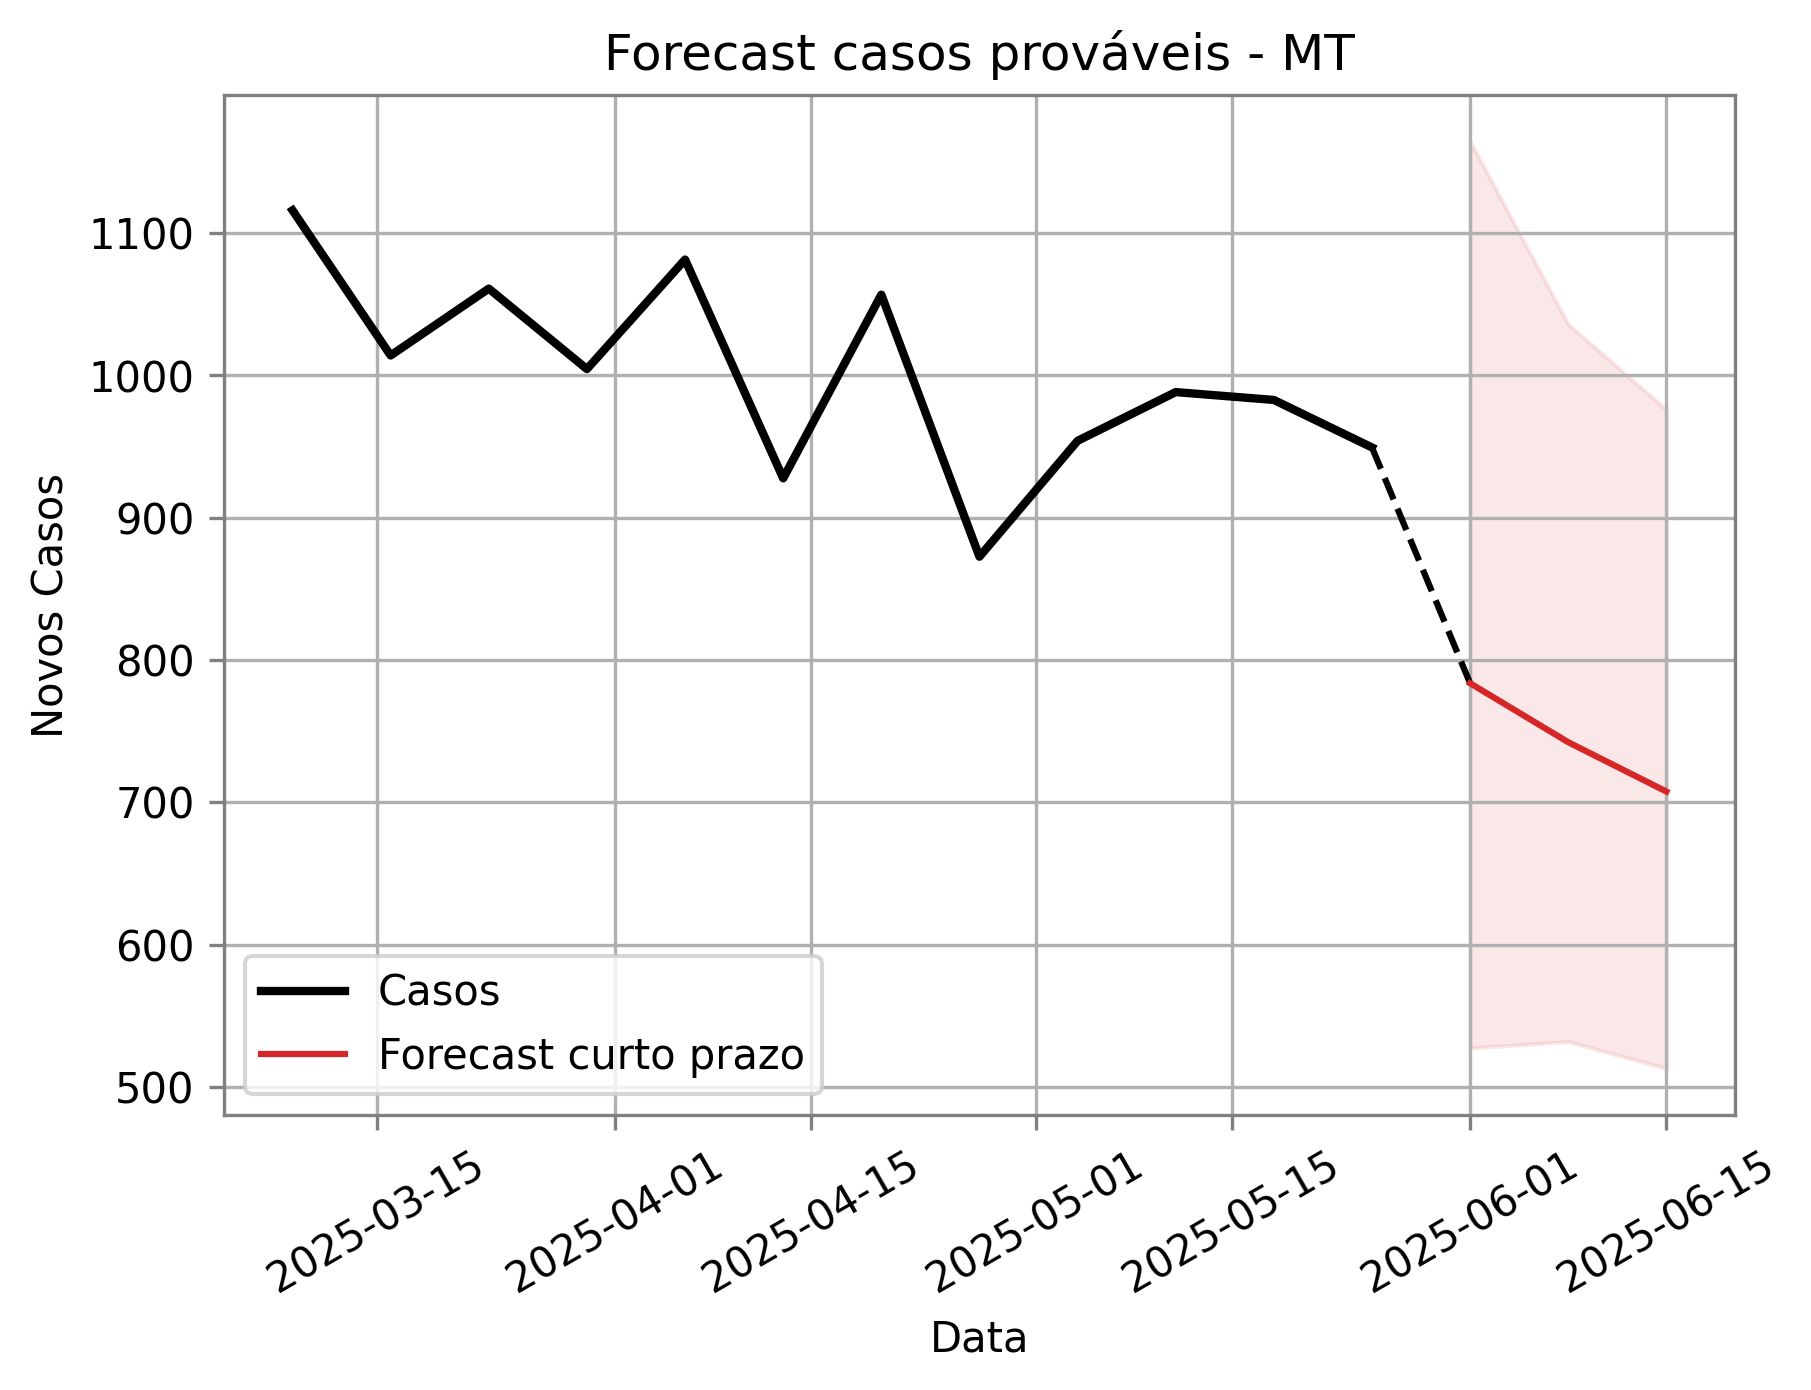 Forecast casos prováveis - MT
Novos Casos
1100
1000
900
800
700
600
500
Casos
Forecast curto prazo
2025-03-15
2025-04-01
2025-04-15
2025-05-01
2025-05-15
2025-06-01
2025-06-15
Data